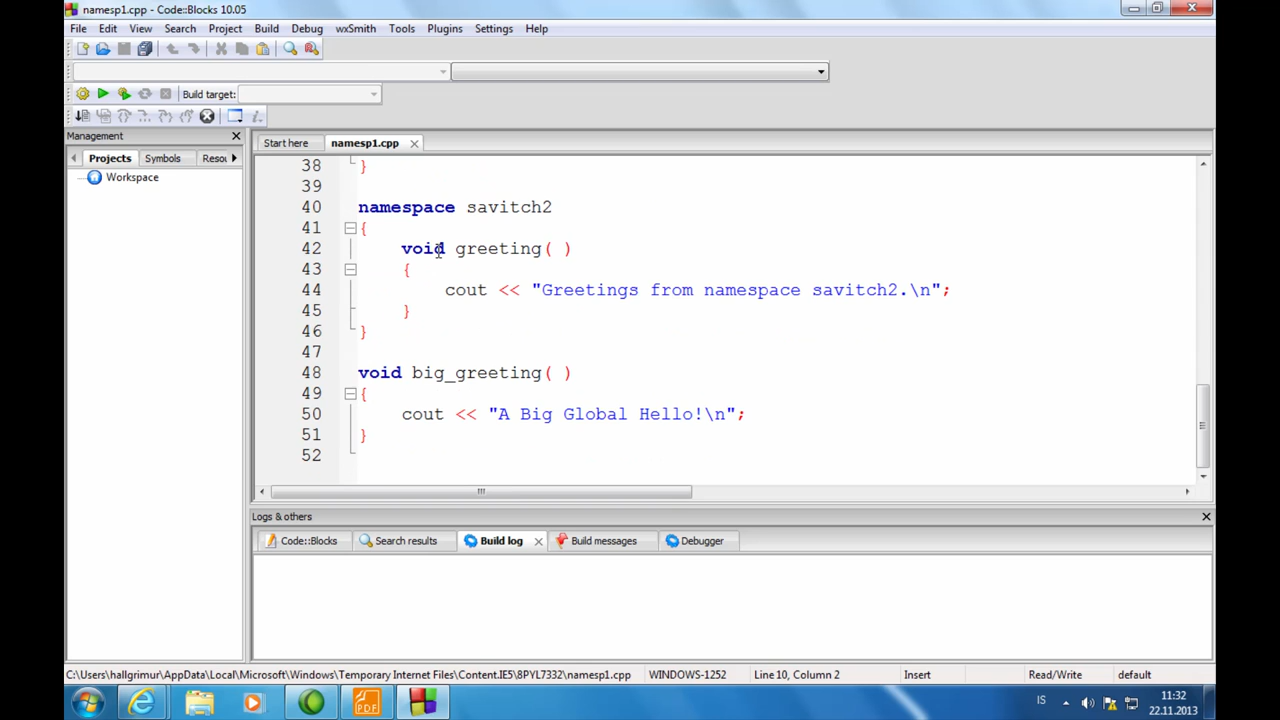 namesp1.cpp - Code::Blocks 10.05
File Edit View Search Project Build Debug wxSmith Tools Plugins Settings Help
Build target:
Management
Projects Symbols Resou
Workspace
Start here namesp1.cpp
38 }
39
40 namespace savitch2
41 {
42 void greeting( )
43 {
44 cout << "Greetings from namespace savitch2.\n";
45 }
46 }
47
48 void big_greeting( )
49 {
50 cout << "A Big Global Hello!\n";
51 }
52
Logs & others
Code::Blocks Search results Build log Build messages Debugger
C:\Users\hallgrimur\AppData\Local\Microsoft\Windows\Temporary Internet Files\Content.IE5\8PYL7332\namesp1.cpp WINDOWS-1252 Line 10, Column 2 Insert Read/Write default
PDF IS 11:32
22.11.2013